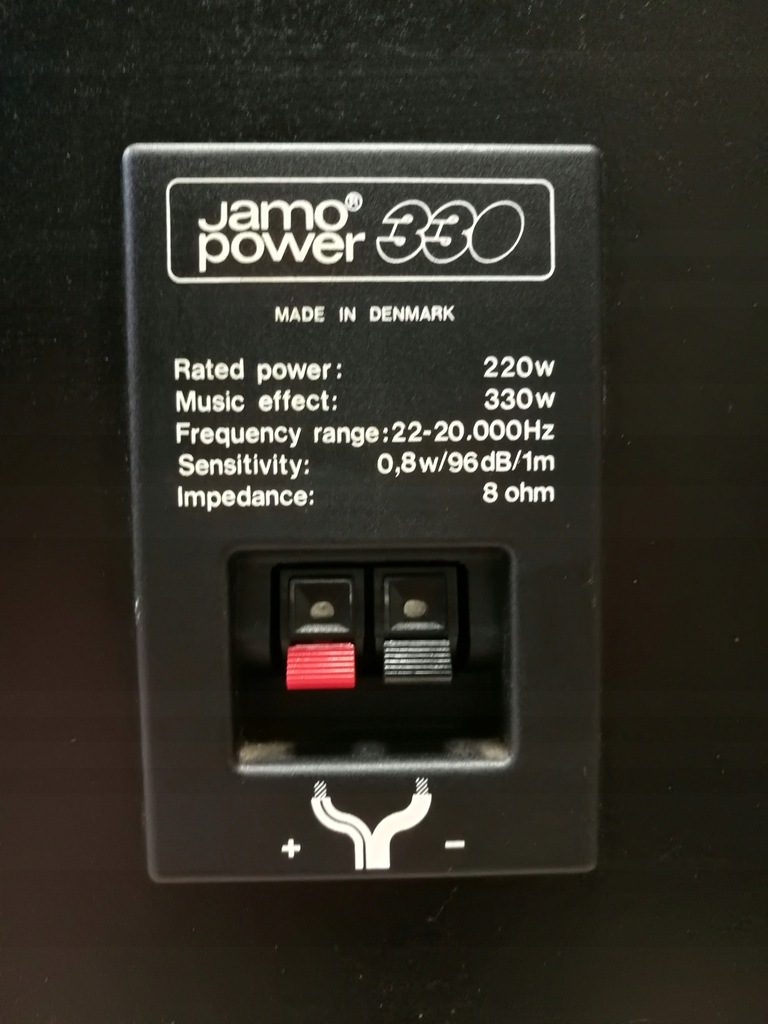 Jamo®
power 330
MADE IN DENMARK
Rated power: 220w
Music effect: 330w
Frequency range:22-20.000Hz
Sensitivity: 0,8w/96dB/1m
Impedance: 8 ohm
+ -